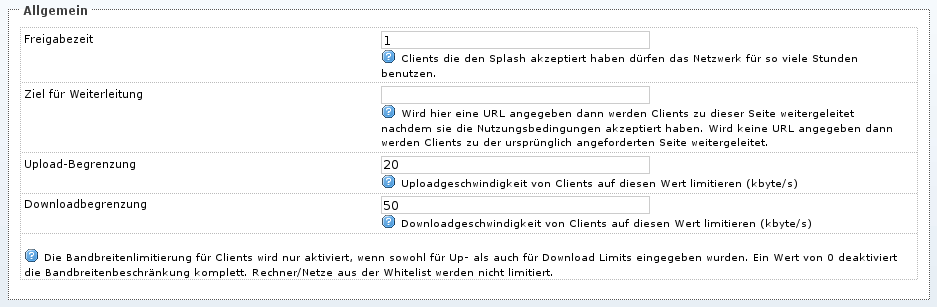 Allgemein
Freigabezeit
1
Clients die den Splash akzeptiert haben dürfen das Netzwerk für so viele Stunden
benutzen.
Ziel für Weiterleitung
Wird hier eine URL angegeben dann werden Clients zu dieser Seite weitergeleitet
nachdem sie die Nutzungsbedingungen akzeptiert haben. Wird keine URL angegeben dann
werden Clients zu der ursprünglich angeforderten Seite weitergeleitet.
Upload-Begrenzung
20
Uploadgeschwindigkeit von Clients auf diesen Wert limitieren (kbyte/s)
Downloadbegrenzung
50
Downloadgeschwindigkeit von Clients auf diesen Wert limitieren (kbyte/s)
Die Bandbreitenlimitierung für Clients wird nur aktiviert, wenn sowohl für Up- als auch für Download Limits eingegeben wurden. Ein Wert von 0 deaktiviert
die Bandbreitenbeschränkung komplett. Rechner/Netze aus der Whitelist werden nicht limitiert.